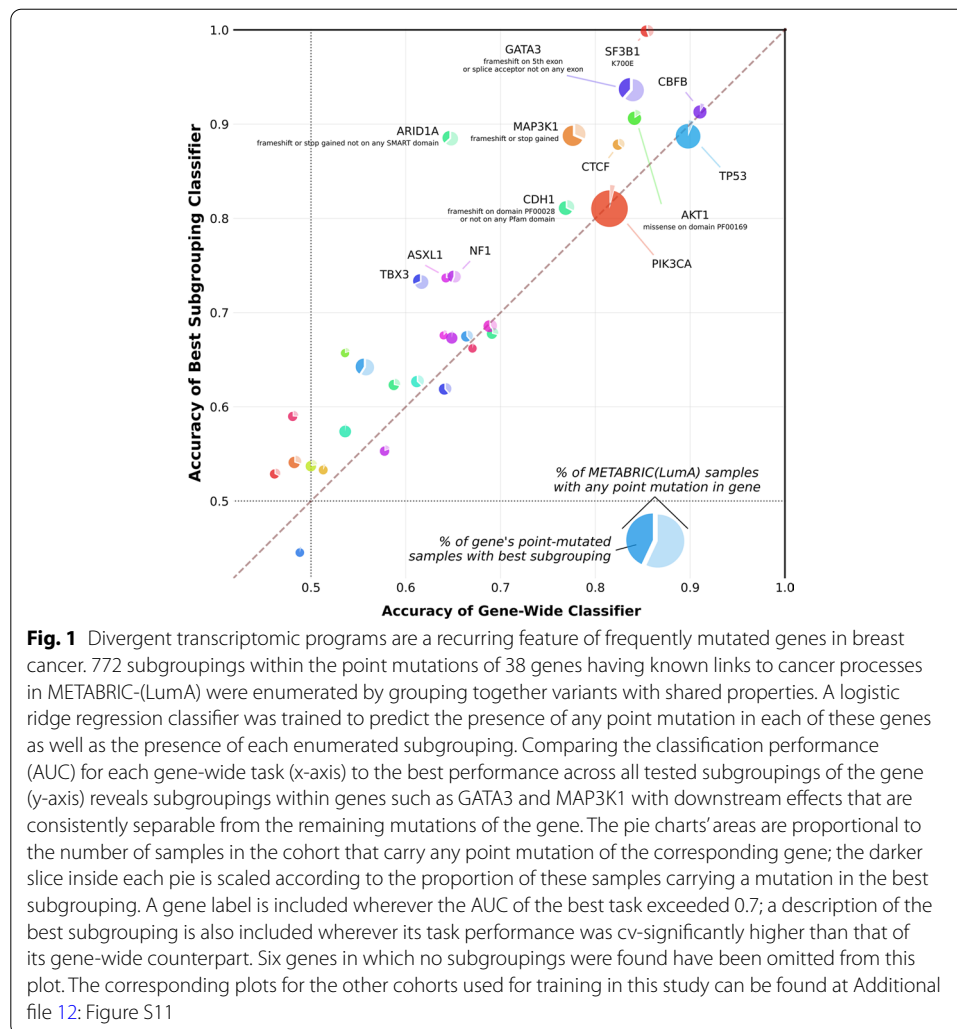 1.0
0.9
0.8
0.7
0.6
0.5
Accuracy of Best Subgrouping Classifier
GATA3
frameshift on 5th exon
or splice acceptor not on any exon
SF3B1
K700E
CBFB
ARID1A
frameshift or stop gained not on any SMART domain
MAP3K1
frameshift or stop gained
CTCF
TP53
CDH1
frameshift on domain PF00028
or not on any Pfam domain
AKT1
missense on domain PF00169
PIK3CA
ASXL1
NF1
TBX3
% of METABRIC(LumA) samples
with any point mutation in gene
% of gene's point-mutated
samples with best subgrouping
0.5 0.6 0.7 0.8 0.9 1.0
Accuracy of Gene-Wide Classifier
Fig. 1 Divergent transcriptomic programs are a recurring feature of frequently mutated genes in breast
cancer. 772 subgroupings within the point mutations of 38 genes having known links to cancer processes
in METABRIC-(LumA) were enumerated by grouping together variants with shared properties. A logistic
ridge regression classifier was trained to predict the presence of any point mutation in each of these genes
as well as the presence of each enumerated subgrouping. Comparing the classification performance
(AUC) for each gene-wide task (x-axis) to the best performance across all tested subgroupings of the gene
(y-axis) reveals subgroupings within genes such as GATA3 and MAP3K1 with downstream effects that are
consistently separable from the remaining mutations of the gene. The pie charts' areas are proportional to
the number of samples in the cohort that carry any point mutation of the corresponding gene; the darker
slice inside each pie is scaled according to the proportion of these samples carrying a mutation in the best
subgrouping. A gene label is included wherever the AUC of the best task exceeded 0.7; a description of the
best subgrouping is also included wherever its task performance was cv-significantly higher than that of
its gene-wide counterpart. Six genes in which no subgroupings were found have been omitted from this
plot. The corresponding plots for the other cohorts used for training in this study can be found at Additional
file 12: Figure S11